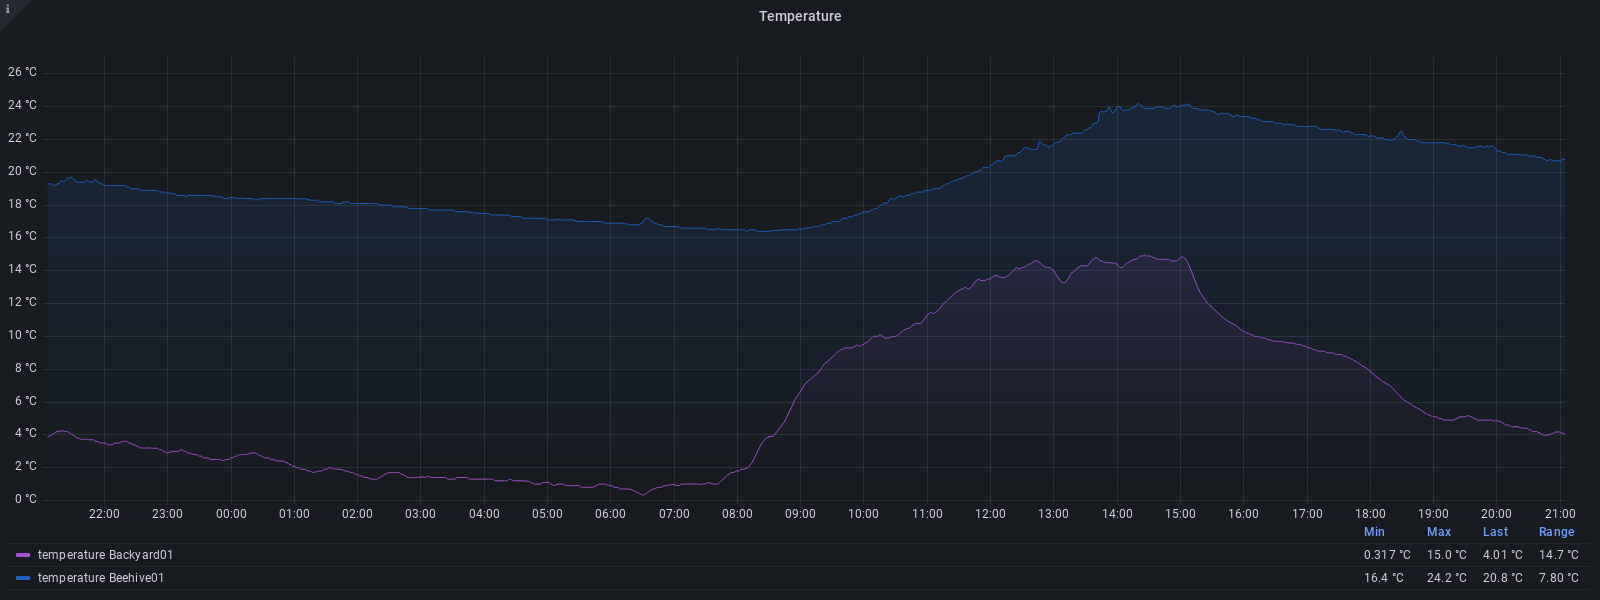 i
Temperature
26 °C
24 °C
22 °C
20 °C
18 °C
16 °C
14 °C
12 °C
10 °C
8 °C
6 °C
4 °C
2 °C
0 °C
22:00 23:00 00:00 01:00 02:00 03:00 04:00 05:00 06:00 07:00 08:00 09:00 10:00 11:00 12:00 13:00 14:00 15:00 16:00 17:00 18:00 19:00 20:00 21:00
Min Max Last Range
temperature Backyard01 0.317 °C 15.0 °C 4.01 °C 14.7 °C
temperature Beehive01 16.4 °C 24.2 °C 20.8 °C 7.80 °C